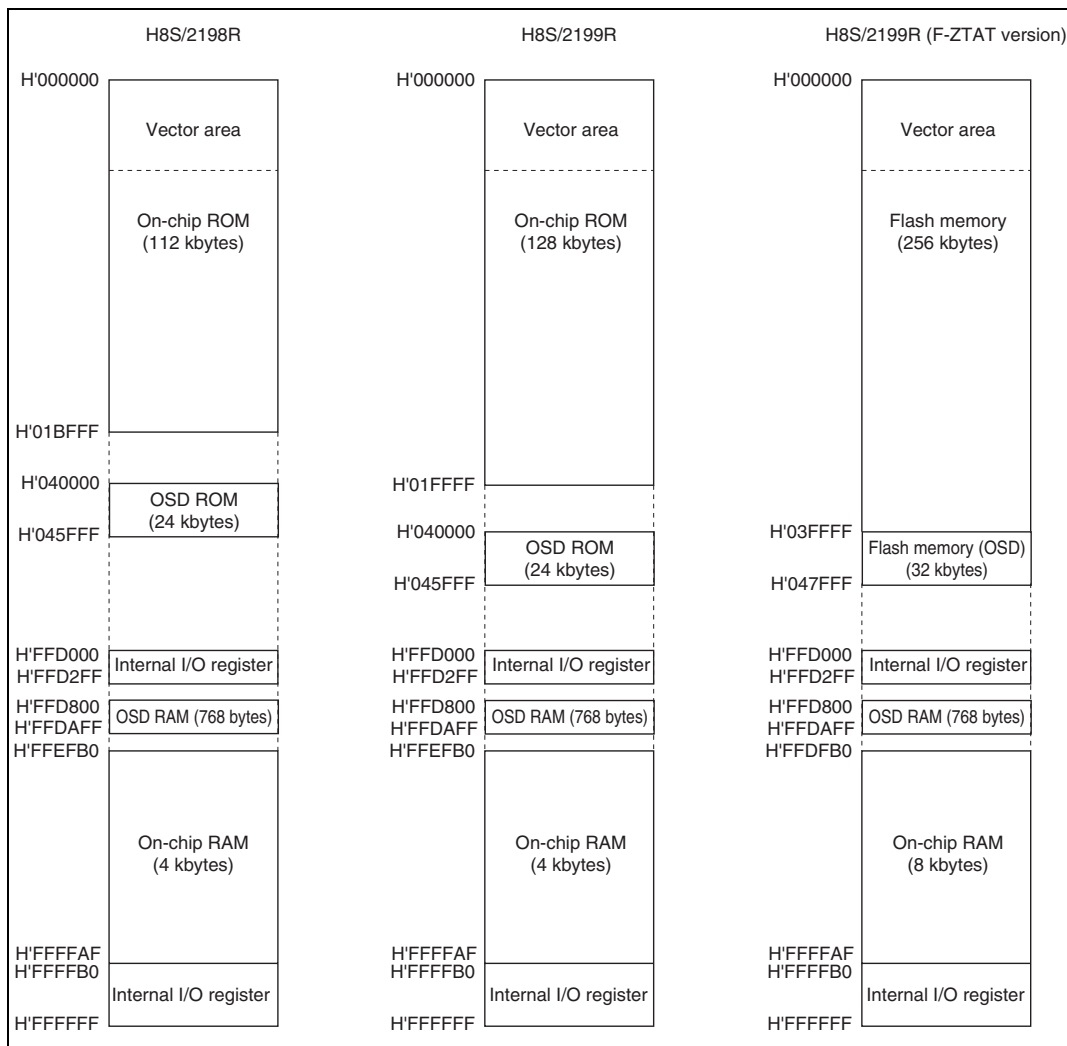 H8S/2198R
H'000000
Vector area
On-chip ROM
(112 kbytes)
H'01BFFF
H'040000
OSD ROM
(24 kbytes)
H'045FFF
H'FFD000
Internal I/O register
H'FFD2FF
H'FFD800
OSD RAM (768 bytes)
H'FFDAFF
H'FFEFB0
On-chip RAM
(4 kbytes)
H'FFFFAF
H'FFFFB0
Internal I/O register
H'FFFFFF
H8S/2199R
H'000000
Vector area
On-chip ROM
(128 kbytes)
H'01FFFF
H'040000
OSD ROM
(24 kbytes)
H'045FFF
H'FFD000
Internal I/O register
H'FFD2FF
H'FFD800
OSD RAM (768 bytes)
H'FFDAFF
H'FFEFB0
On-chip RAM
(4 kbytes)
H'FFFFAF
H'FFFFB0
Internal I/O register
H'FFFFFF
H8S/2199R (F-ZTAT version)
H'000000
Vector area
Flash memory
(256 kbytes)
H'03FFFF
Flash memory (OSD)
(32 kbytes)
H'047FFF
H'FFD000
Internal I/O register
H'FFD2FF
H'FFD800
OSD RAM (768 bytes)
H'FFDAFF
H'FFDFB0
On-chip RAM
(8 kbytes)
H'FFFFAF
H'FFFFB0
Internal I/O register
H'FFFFFF